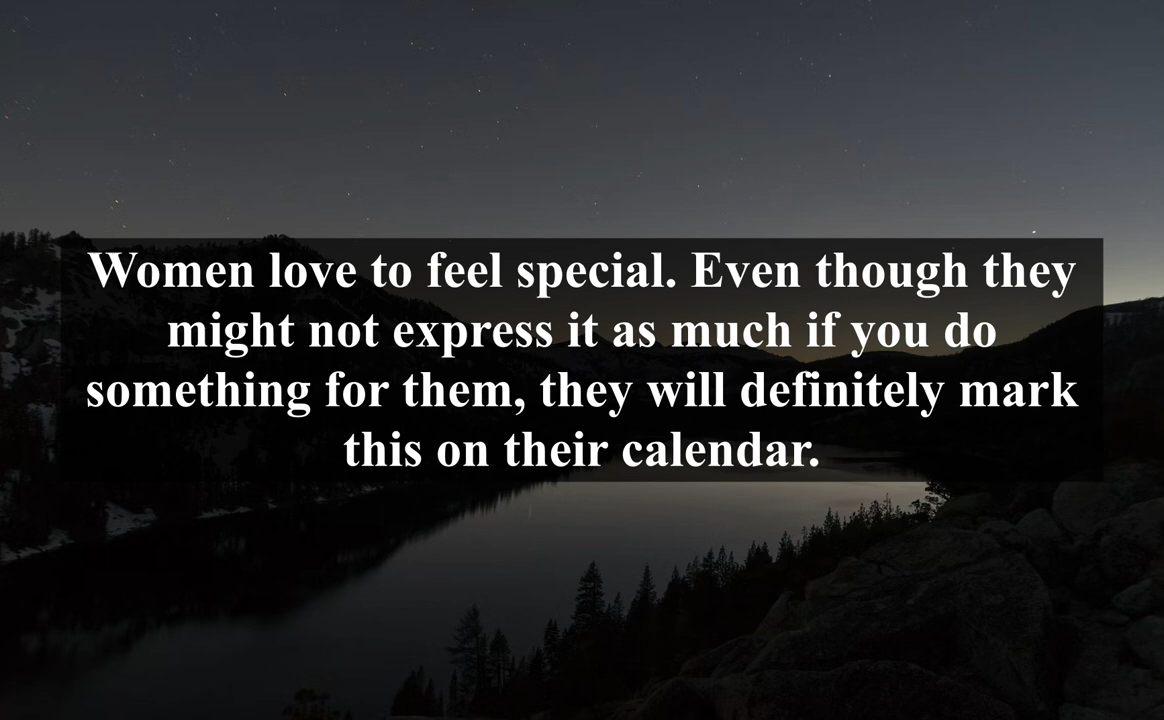 Women love to feel special. Even though they
might not express it as much if you do
something for them, they will definitely mark
this on their calendar.